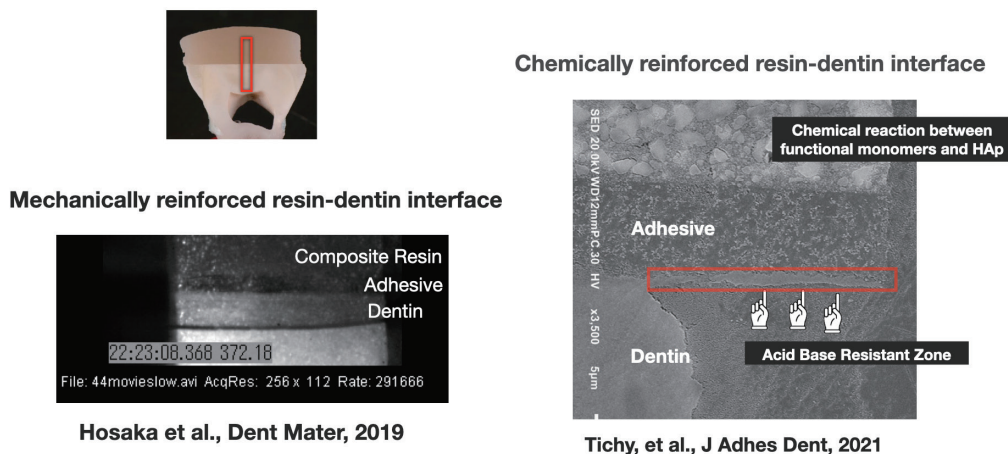 Mechanically reinforced resin-dentin interface
Composite Resin
Adhesive
Dentin
22:23:08.368 372.18
File: 44movieslow.avi AcqRes: 256 x 112 Rate: 291666
Hosaka et al., Dent Mater, 2019
Chemically reinforced resin-dentin interface
Chemical reaction between
functional monomers and HAp
SED 20.0kV WD12mm P.C.30 HV x3,500 5μm
Adhesive
Dentin
Acid Base Resistant Zone
Tichy, et al., J Adhes Dent, 2021